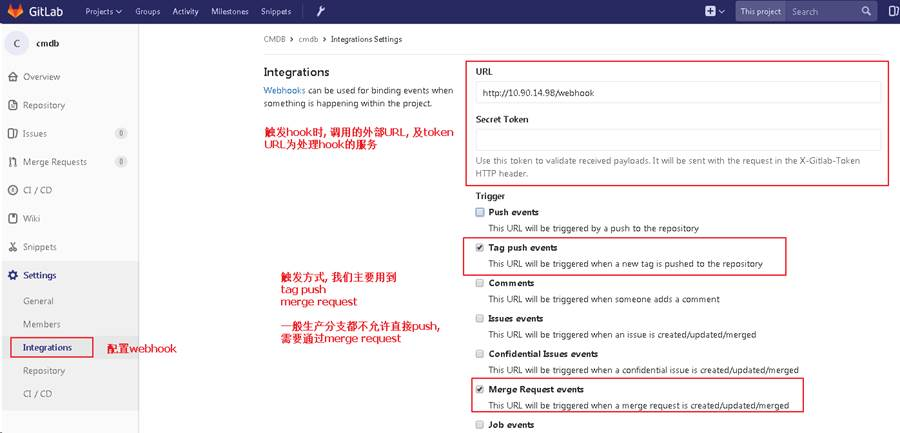 GitLab Projects Groups Activity Milestones Snippets This project Search
C cmdb
Overview
Repository
Issues 0
Merge Requests 0
CI / CD
Wiki
Snippets
Settings
General
Members
Integrations
配置webhook
Repository
CI / CD
CMDB > cmdb > Integrations Settings
Integrations
Webhooks can be used for binding events when
something is happening within the project.
触发hook时, 调用的外部URL, 及token
URL为处理hook的服务
触发方式, 我们主要用到
tag push
merge request
一般生产分支都不允许直接push,
需要通过merge request
URL
http://10.90.14.98/webhook
Secret Token
Use this token to validate received payloads. It will be sent with the request in the X-Gitlab-Token
HTTP header.
Trigger
Push events
This URL will be triggered by a push to the repository
Tag push events
This URL will be triggered when a new tag is pushed to the repository
Comments
This URL will be triggered when someone adds a comment
Issues events
This URL will be triggered when an issue is created/updated/merged
Confidential Issues events
This URL will be triggered when a confidential issue is created/updated/merged
Merge Request events
This URL will be triggered when a merge request is created/updated/merged
Job events